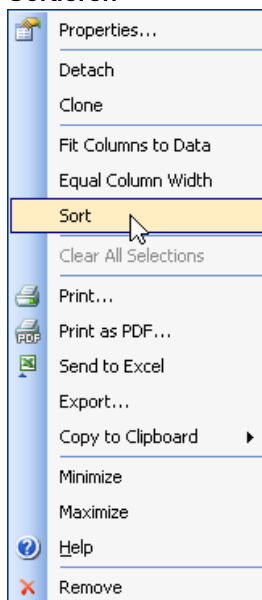 Properties...
Detach
Clone
Fit Columns to Data
Equal Column Width
Sort
Clear All Selections
Print...
PDF
Print as PDF...
Send to Excel
Export...
Copy to Clipboard
Minimize
Maximize
Help
Remove